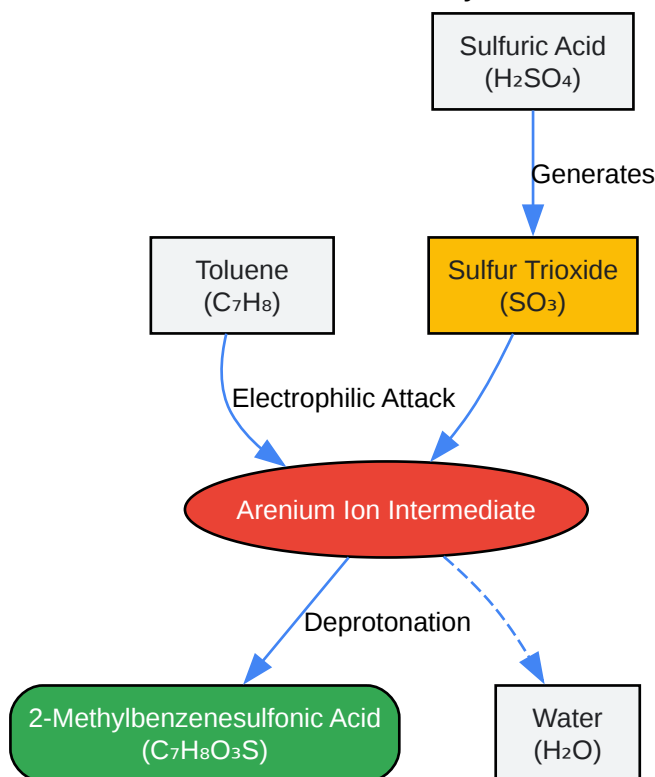 Sulfuric Acid
(H₂SO₄)
Generates
Toluene
(C₇H₈)
Sulfur Trioxide
(SO₃)
Electrophilic Attack
Arenium Ion Intermediate
Deprotonation
2-Methylbenzenesulfonic Acid
(C₇H₈O₃S)
Water
(H₂O)